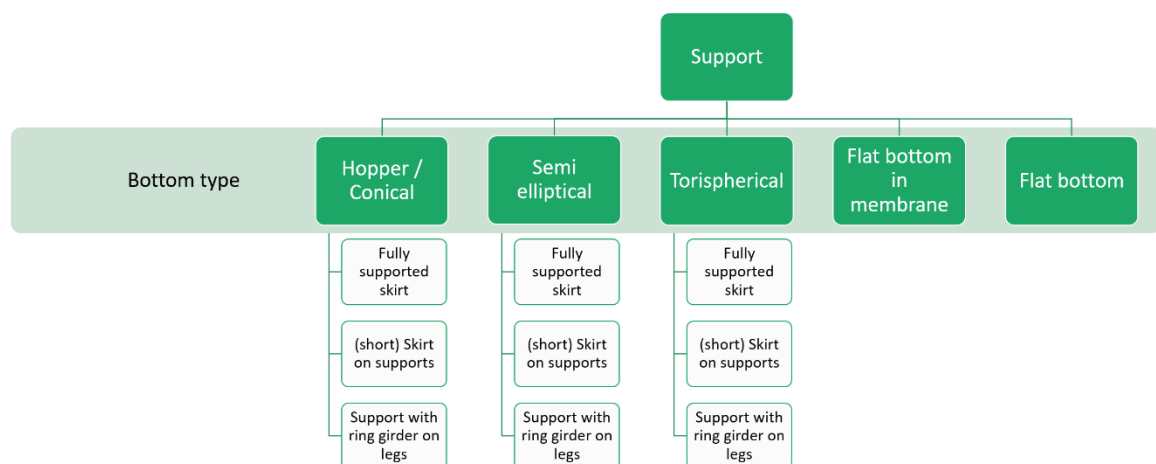 Support
Bottom type
Hopper /
Conical
Semi
elliptical
Torispherical
Flat bottom
in
membrane
Flat bottom
Fully
supported
skirt
(short) Skirt
on supports
Support with
ring girder on
legs
Fully
supported
skirt
(short) Skirt
on supports
Support with
ring girder on
legs
Fully
supported
skirt
(short) Skirt
on supports
Support with
ring girder on
legs